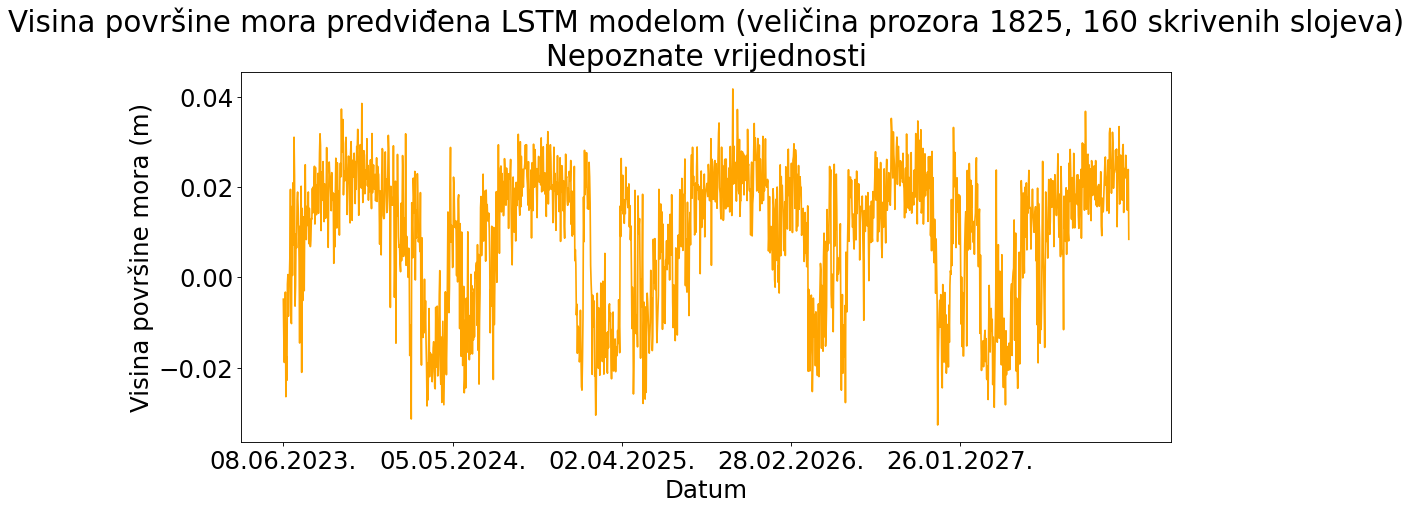 Visina površine mora predviđena LSTM modelom (veličina prozora 1825, 160 skrivenih slojeva)
Nepoznate vrijednosti
Visina površine mora (m)
0.04
0.02
0.00
−0.02
08.06.2023. 05.05.2024. 02.04.2025. 28.02.2026. 26.01.2027.
Datum